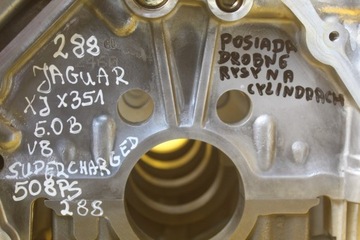 288
JAGUAR
XJ X351
5.0 B
V8
SUPERCHARGED
508PS
288
POSIADA
DROBNE
RYSY NA
CYLINDRACH